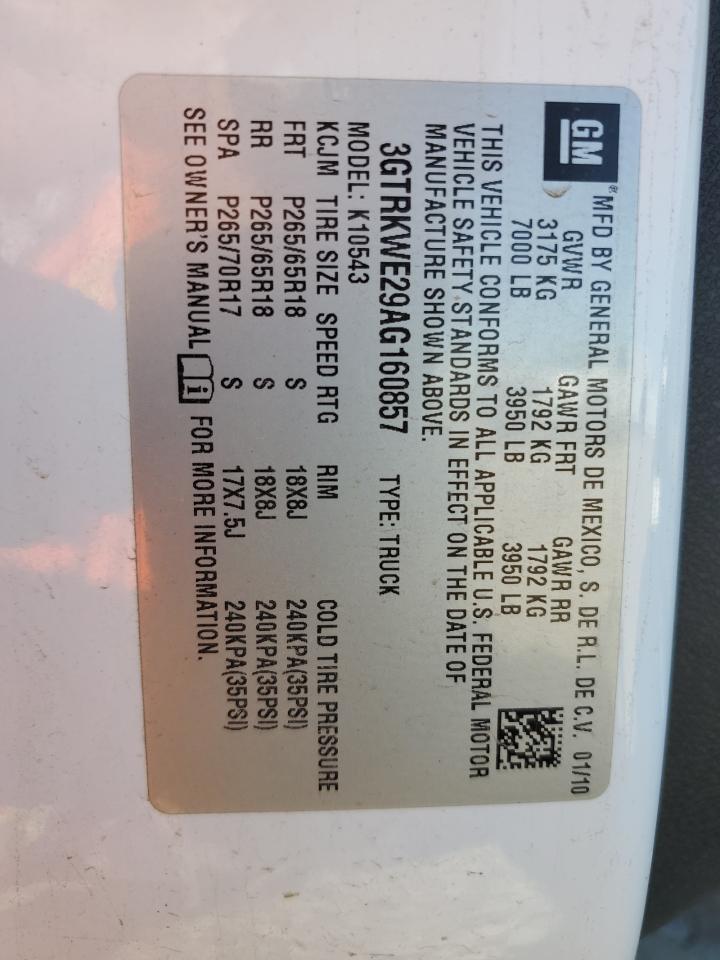 GM
® MFD BY GENERAL MOTORS DE MEXICO, S. DE R.L. DE C.V. 01/10
GVWR GAWR FRT GAWR RR
3175 KG 1792 KG 1792 KG
7000 LB 3950 LB 3950 LB
THIS VEHICLE CONFORMS TO ALL APPLICABLE U.S. FEDERAL MOTOR
VEHICLE SAFETY STANDARDS IN EFFECT ON THE DATE OF
MANUFACTURE SHOWN ABOVE.
3GTRKWE29AG160857 TYPE: TRUCK
MODEL: K10543
KCJM TIRE SIZE SPEED RTG RIM COLD TIRE PRESSURE
FRT P265/65R18 S 18X8J 240KPA(35PSI)
RR P265/65R18 S 18X8J 240KPA(35PSI)
SPA P265/70R17 S 17X7.5J 240KPA(35PSI)
SEE OWNER'S MANUAL i FOR MORE INFORMATION.